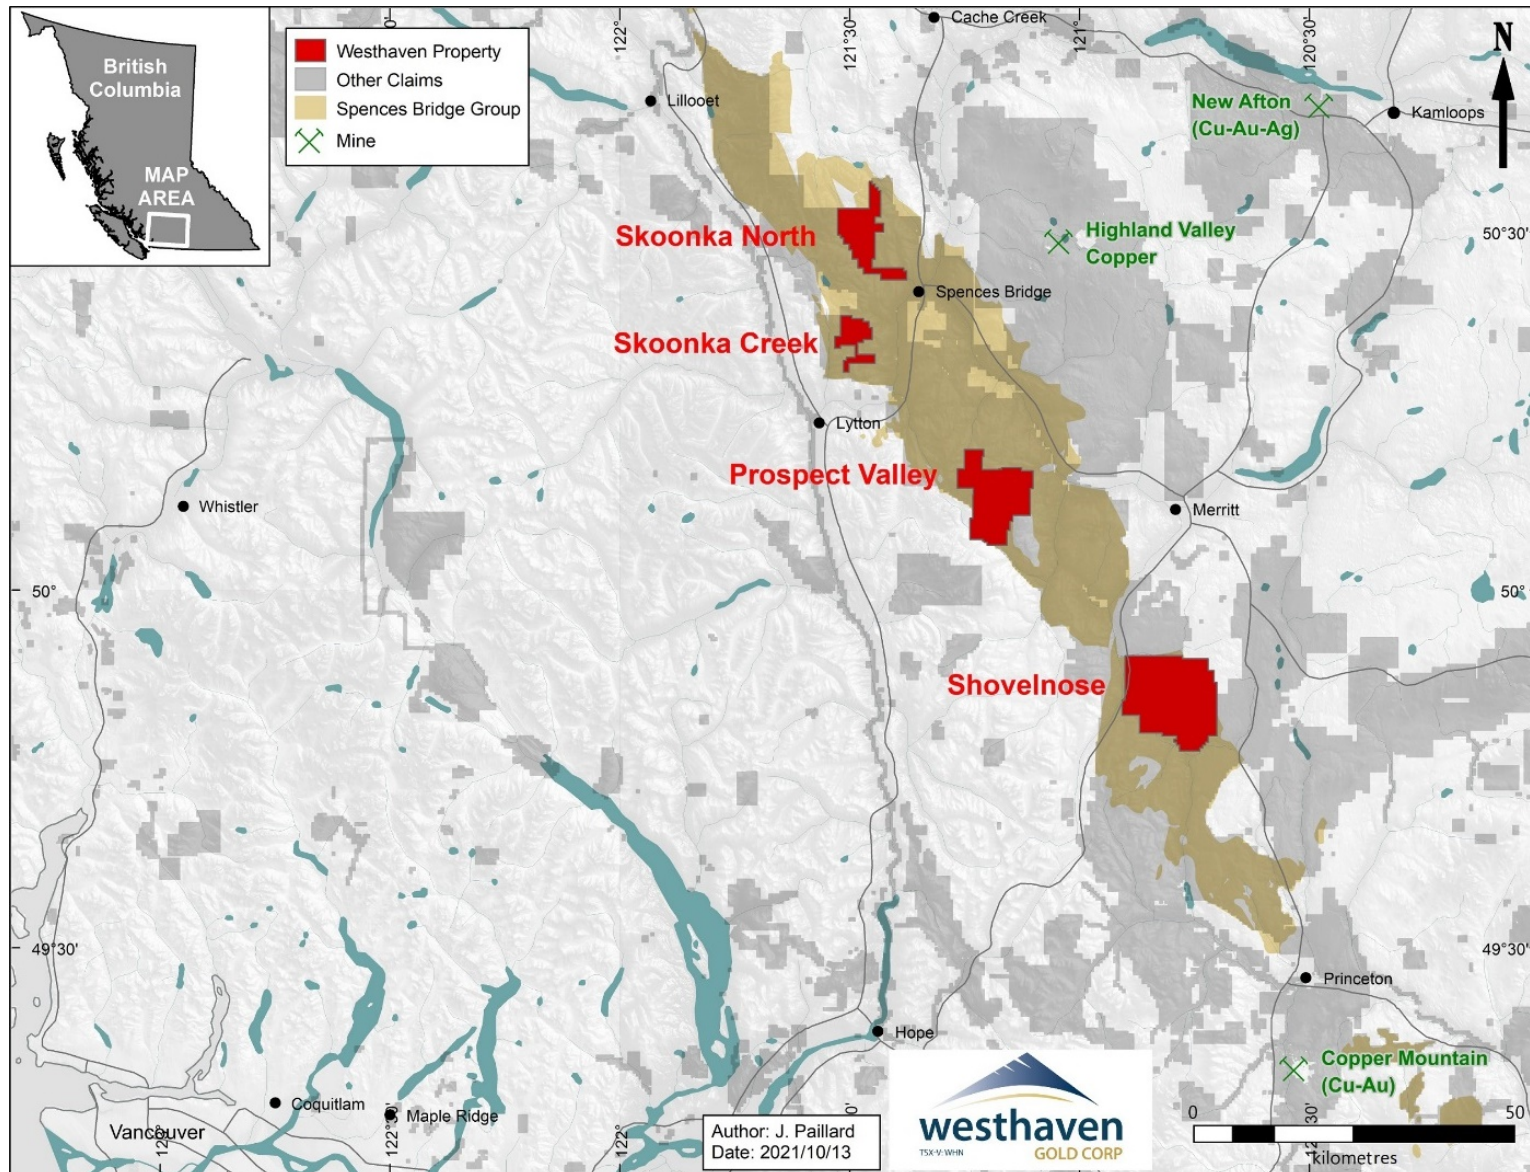 British
Columbia
MAP
AREA
Westhaven Property
Other Claims
Spences Bridge Group
Mine
122°
121°30'
121°
120°30'
N
Cache Creek
Lillooet
New Afton
(Cu-Au-Ag)
Kamloops
Skoonka North
Highland Valley
Copper
50°30'
Spences Bridge
Skoonka Creek
Lytton
Prospect Valley
Whistler
Merritt
50°
50°
Shovelnose
49°30'
49°30'
Princeton
Hope
Copper Mountain
(Cu-Au)
Coquitlam
Maple Ridge
Vancouver
122°
Author: J. Paillard
Date: 2021/10/13
westhaven
TSX-V: WHN
GOLD CORP
0
50
kilometres